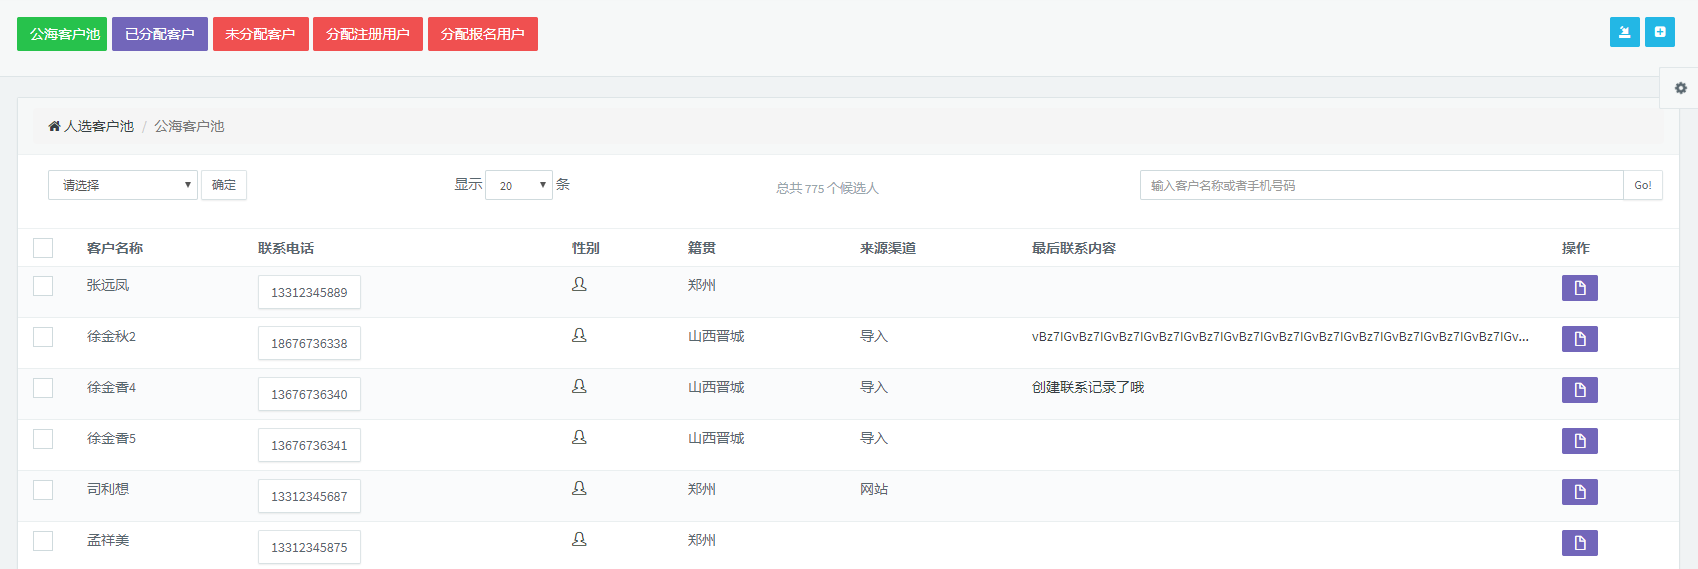 公海客户池 已分配客户 未分配客户 分配注册用户 分配报名用户
人选客户池 / 公海客户池
请选择 确定 显示 20 条 总共 775 个候选人 输入客户名称或者手机号码 Go!
客户名称 联系电话 性别 籍贯 来源渠道 最后联系内容 操作
张远凤 13312345889 郑州
徐金秋2 18676736338 山西晋城 导入 vBz7lGvBz7lGvBz7lGvBz7lGvBz7lGvBz7lGvBz7lGvBz7lGvBz7lGvBz7lGvBz7lGvBz7lGvBz7lGvBz7lGv...
徐金香4 13676736340 山西晋城 导入 创建联系记录了哦
徐金香5 13676736341 山西晋城 导入
司利想 13312345687 郑州 网站
孟祥美 13312345875 郑州